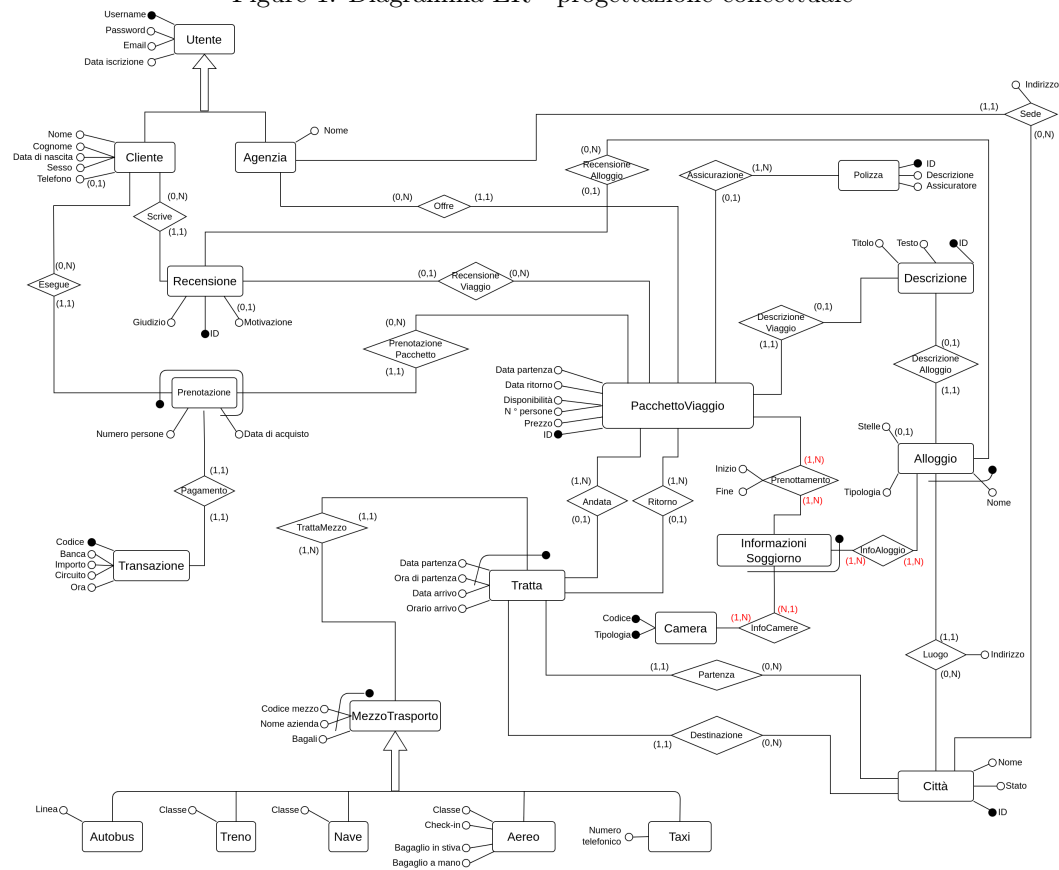 Figure 1: Diagramma ER - progettazione concettuale
Username
Password
Email
Data iscrizione
Utente
Indirizzo
(1,1)
Sede
(0,N)
Nome
Cognome
Data di nascita
Sesso
Telefono
(0,1)
Cliente
Agenzia
Nome
(0,N)
Recensione
Alloggio
(0,1)
Assicurazione
(1,N)
(0,1)
Polizza
ID
Descrizione
Assicuratore
(0,N)
Scrive
(1,1)
(0,N)
Offre
(1,1)
Titolo
Testo
ID
Descrizione
(0,N)
Esegue
(1,1)
Recensione
(0,1)
Recensione
Viaggio
(0,N)
Giudizio
ID
(0,1)
Motivazione
(0,1)
Descrizione
Viaggio
(1,1)
(0,1)
Descrizione
Alloggio
(1,1)
(0,N)
Prenotazione
Pacchetto
(1,1)
Prenotazione
Numero persone
Data di acquisto
Data partenza
Data ritorno
Disponibilità
N ° persone
Prezzo
ID
PacchettoViaggio
Stelle
(0,1)
Alloggio
Tipologia
Nome
(1,1)
Pagamento
(1,1)
(1,N)
Andata
(0,1)
(1,N)
Ritorno
(0,1)
Inizio
Fine
(1,N)
Prenottamento
(1,N)
TrattaMezzo
(1,1)
(1,N)
Codice
Banca
Importo
Circuito
Ora
Transazione
Informazioni
Soggiorno
(1,N)
InfoAloggio
(1,N)
Data partenza
Ora di partenza
Data arrivo
Orario arrivo
Tratta
Codice
Tipologia
Camera
(1,N)
(N,1)
InfoCamere
(1,1)
Luogo
(0,N)
Indirizzo
(1,1)
Partenza
(0,N)
Codice mezzo
Nome azienda
Bagali
MezzoTrasporto
(1,1)
Destinazione
(0,N)
Nome
Stato
ID
Città
Linea
Autobus
Classe
Treno
Classe
Nave
Classe
Check-in
Bagaglio in stiva
Bagaglio a mano
Aereo
Numero
telefonico
Taxi